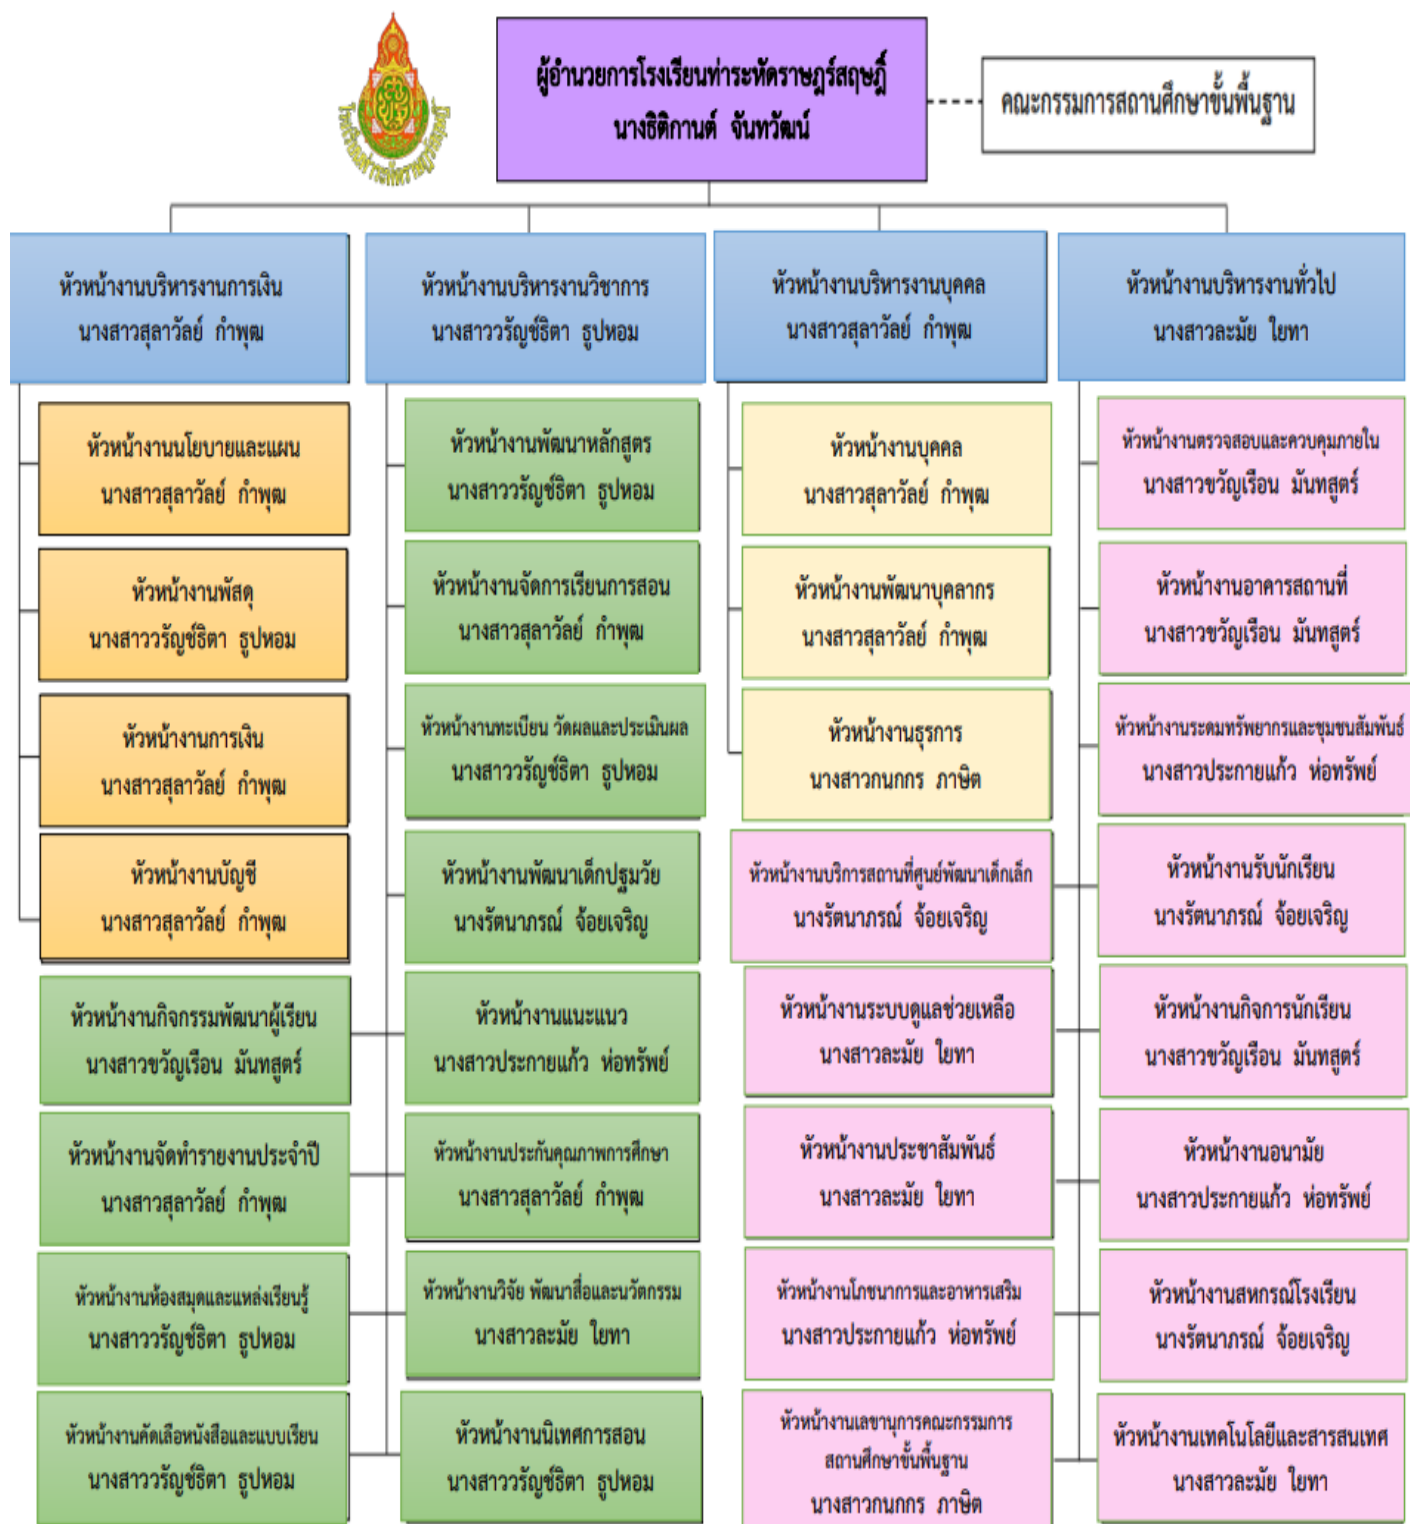 ผู้อำนวยการโรงเรียนท่าระหัดราษฎร์สฤษฎิ์
นางธิติกานต์ จันทวัฒน์
คณะกรรมการสถานศึกษาขั้นพื้นฐาน
หัวหน้างานบริหารงานการเงิน
นางสาวสุลาวัลย์ กำพุฒ
หัวหน้างานบริหารงานวิชาการ
นางสาววรัญช์ธิตา ธูปหอม
หัวหน้างานบริหารงานบุคคล
นางสาวสุลาวัลย์ กำพุฒ
หัวหน้างานบริหารงานทั่วไป
นางสาวละมัย ใยทา
หัวหน้างานนโยบายและแผน
นางสาวสุลาวัลย์ กำพุฒ
หัวหน้างานพัฒนาหลักสูตร
นางสาววรัญช์ธิตา ธูปหอม
หัวหน้างานบุคคล
นางสาวสุลาวัลย์ กำพุฒ
หัวหน้างานตรวจสอบและควบคุมภายใน
นางสาวขวัญเรือน มันทสูตร์
หัวหน้างานพัสดุ
นางสาววรัญช์ธิตา ธูปหอม
หัวหน้างานจัดการเรียนการสอน
นางสาวสุลาวัลย์ กำพุฒ
หัวหน้างานพัฒนาบุคลากร
นางสาวสุลาวัลย์ กำพุฒ
หัวหน้างานอาคารสถานที่
นางสาวขวัญเรือน มันทสูตร์
หัวหน้างานการเงิน
นางสาวสุลาวัลย์ กำพุฒ
หัวหน้างานทะเบียน วัดผลและประเมินผล
นางสาววรัญช์ธิตา ธูปหอม
หัวหน้างานธุรการ
นางสาวกนกกร ภาษิต
หัวหน้างานระดมทรัพยากรและชุมชนสัมพันธ์
นางสาวประกายแก้ว ห่อทรัพย์
หัวหน้างานบัญชี
นางสาวสุลาวัลย์ กำพุฒ
หัวหน้างานพัฒนาเด็กปฐมวัย
นางรัตนาภรณ์ จ้อยเจริญ
หัวหน้างานบริการสถานที่ศูนย์พัฒนาเด็กเล็ก
นางรัตนาภรณ์ จ้อยเจริญ
หัวหน้างานรับนักเรียน
นางรัตนาภรณ์ จ้อยเจริญ
หัวหน้างานกิจกรรมพัฒนาผู้เรียน
นางสาวขวัญเรือน มันทสูตร์
หัวหน้างานแนะแนว
นางสาวประกายแก้ว ห่อทรัพย์
หัวหน้างานระบบดูแลช่วยเหลือ
นางสาวละมัย ใยทา
หัวหน้างานกิจการนักเรียน
นางสาวขวัญเรือน มันทสูตร์
หัวหน้างานจัดทำรายงานประจำปี
นางสาวสุลาวัลย์ กำพุฒ
หัวหน้างานประกันคุณภาพการศึกษา
นางสาวสุลาวัลย์ กำพุฒ
หัวหน้างานประชาสัมพันธ์
นางสาวละมัย ใยทา
หัวหน้างานอนามัย
นางสาวประกายแก้ว ห่อทรัพย์
หัวหน้างานห้องสมุดและแหล่งเรียนรู้
นางสาววรัญช์ธิตา ธูปหอม
หัวหน้างานวิจัย พัฒนาสื่อและนวัตกรรม
นางสาวละมัย ใยทา
หัวหน้างานโภชนาการและอาหารเสริม
นางสาวประกายแก้ว ห่อทรัพย์
หัวหน้างานสหกรณ์โรงเรียน
นางรัตนาภรณ์ จ้อยเจริญ
หัวหน้างานคัดเลือหนังสือและแบบเรียน
นางสาววรัญช์ธิตา ธูปหอม
หัวหน้างานนิเทศการสอน
นางสาววรัญช์ธิตา ธูปหอม
หัวหน้างานเลขานุการคณะกรรมการ
สถานศึกษาขั้นพื้นฐาน
นางสาวกนกกร ภาษิต
หัวหน้างานเทคโนโลยีและสารสนเทศ
นางสาวละมัย ใยทา